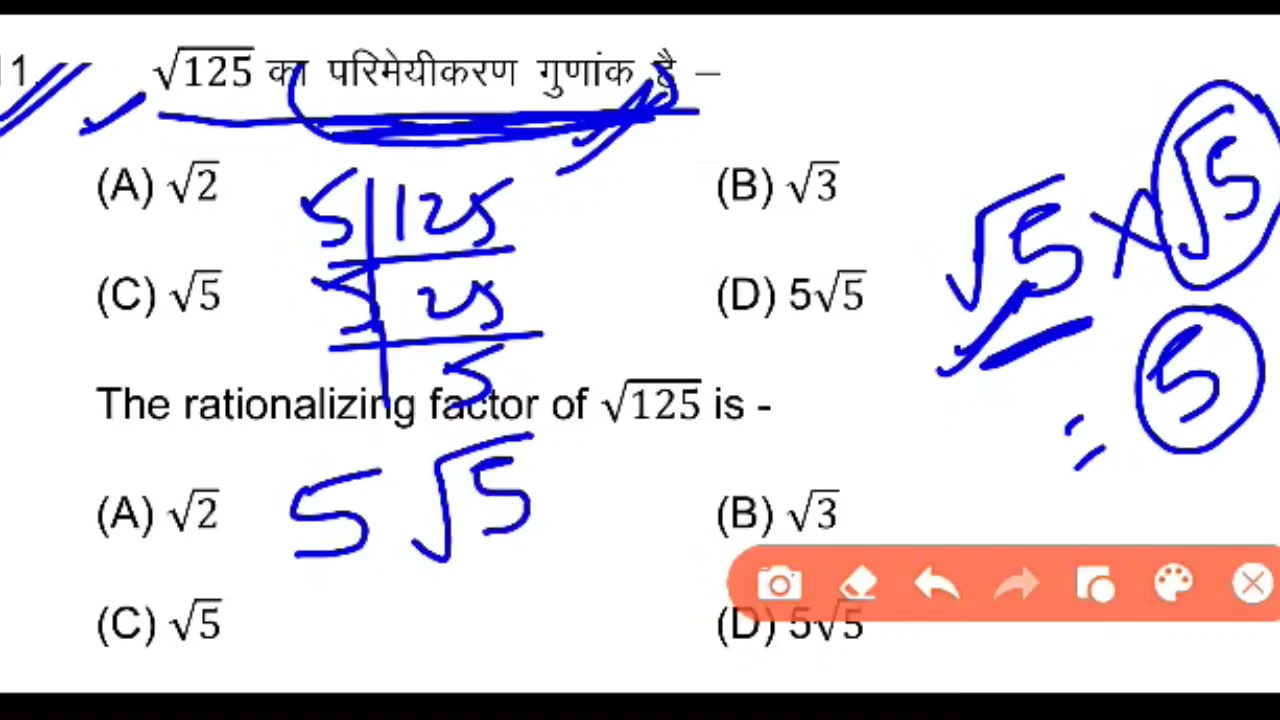 11. √125 का परिमेयीकरण गुणांक है –
(A) √2 (B) √3
(C) √5 (D) 5√5
5 | 125
5 | 25
5
√5 × √5
= 5
The rationalizing factor of √125 is -
5 √5
(A) √2 (B) √3
(C) √5 (D) 5√5